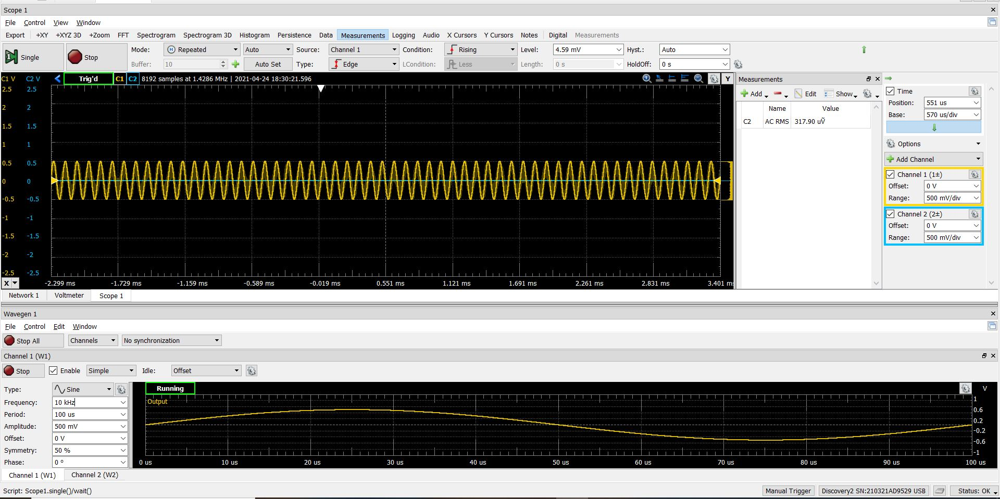 Scope 1
File Control View Window
Export +XY +XYZ 3D +Zoom FFT Spectrogram Spectrogram 3D Histogram Persistence Data Measurements Logging Audio X Cursors Y Cursors Notes Digital Measurements
Single Stop Mode: Repeated Auto Source: Channel 1 Condition: Rising Level: 4.59 mV Hyst.: Auto
Buffer: 10 Auto Set Type: Edge LCondition: Less Length: 0 s HoldOff: 0 s
C1 V C2 V Trig'd C1 C2 8192 samples at 1.4286 MHz | 2021-04-24 18:30:21.596 Y
2.5 2.5
2 2
1.5 1.5
1 1
0.5 0.5
0 0
-0.5 -0.5
-1 -1
-1.5 -1.5
-2 -2
-2.5 -2.5
X -2.299 ms -1.729 ms -1.159 ms -0.589 ms -0.019 ms 0.551 ms 1.121 ms 1.691 ms 2.261 ms 2.831 ms 3.401 ms
Measurements
Add Edit Show
Name Value
C2 AC RMS 317.90 uṼ
Time
Position: 551 us
Base: 570 us/div
Options
Add Channel
Channel 1 (1±)
Offset: 0 V
Range: 500 mV/div
Channel 2 (2±)
Offset: 0 V
Range: 500 mV/div
Network 1 Voltmeter Scope 1
Wavegen 1
File Control Edit Window
Stop All Channels No synchronization
Channel 1 (W1)
Stop Enable Simple Idle: Offset
Type: Sine
Frequency: 10 kHz
Period: 100 us
Amplitude: 500 mV
Offset: 0 V
Symmetry: 50 %
Phase: 0 º
Running V
Output
1
0.6
0.2
-0.2
-0.6
-1
0 us 10 us 20 us 30 us 40 us 50 us 60 us 70 us 80 us 90 us 100 us
Channel 1 (W1) Channel 2 (W2)
Script: Scope1.single()/wait() Manual Trigger Discovery2 SN:210321AD9529 USB Status: OK